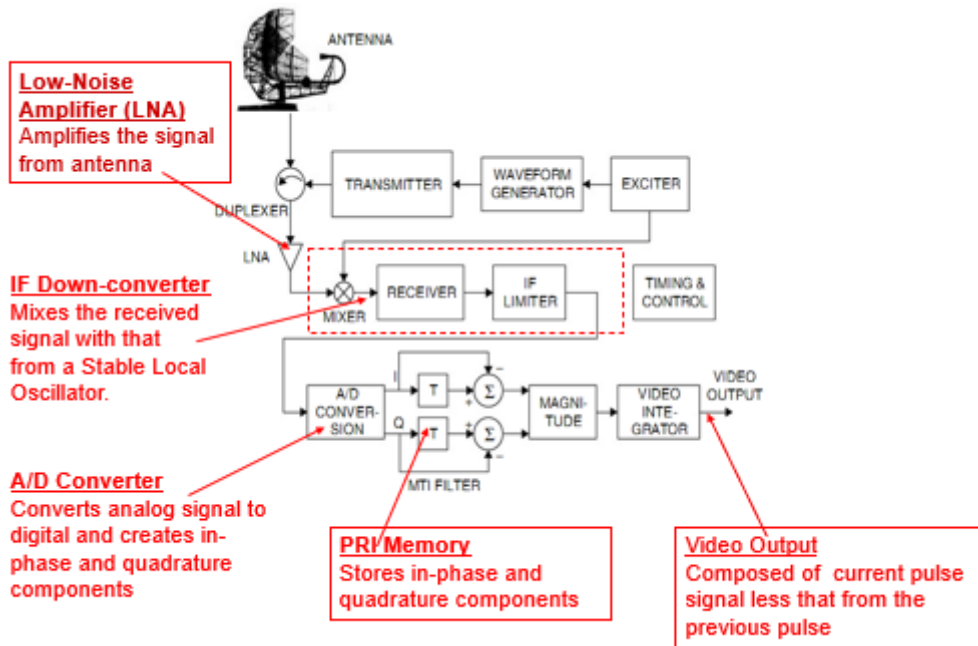 ANTENNA
Low-Noise
Amplifier (LNA)
Amplifies the signal
from antenna
TRANSMITTER
WAVEFORM
GENERATOR
EXCITER
DUPLEXER
LNA
IF Down-converter
Mixes the received
signal with that
from a Stable Local
Oscillator.
MIXER
RECEIVER
IF
LIMITER
TIMING &
CONTROL
A/D
CONVER-
SION
I
Q
T
T
+
+
−
−
Σ
Σ
MTI FILTER
MAGNI-
TUDE
VIDEO
INTE-
GRATOR
VIDEO
OUTPUT
A/D Converter
Converts analog signal to
digital and creates in-
phase and quadrature
components
PRI Memory
Stores in-phase and
quadrature components
Video Output
Composed of current pulse
signal less that from the
previous pulse